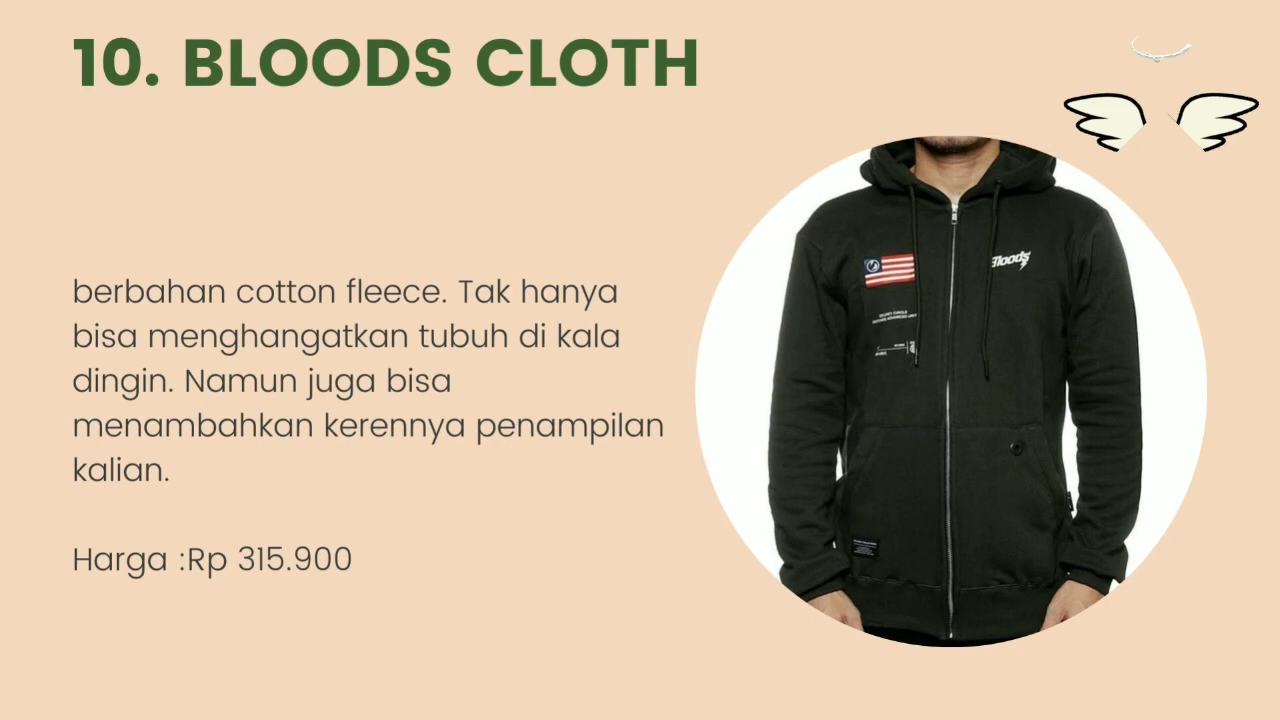 10. BLOODS CLOTH
berbahan cotton fleece. Tak hanya
bisa menghangatkan tubuh di kala
dingin. Namun juga bisa
menambahkan kerennya penampilan
kalian.
Harga :Rp 315.900
Bloods